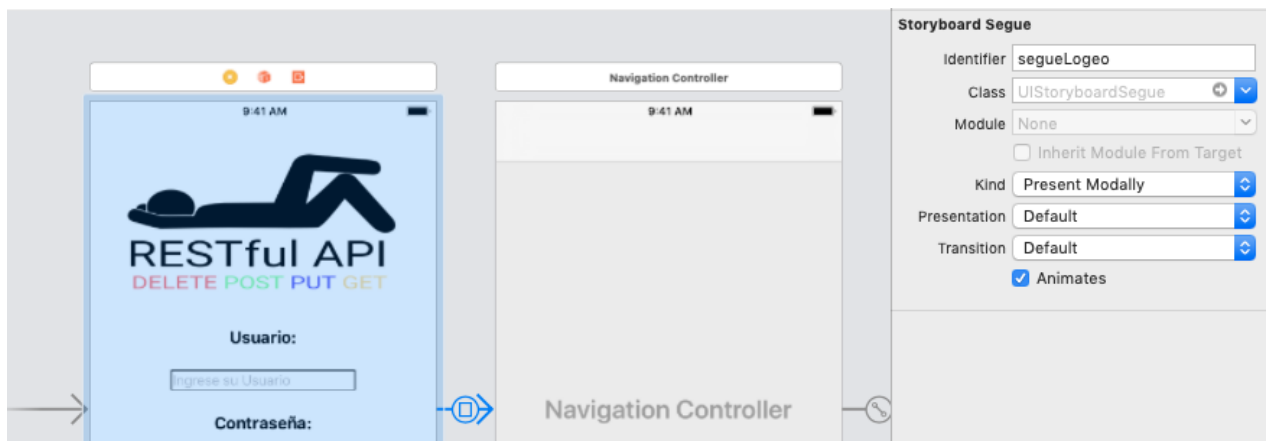 Navigation Controller
9:41 AM
9:41 AM
RESTful API
DELETE POST PUT GET
Usuario:
Ingrese su Usuario
Contraseña:
Navigation Controller
Storyboard Segue
Identifier segueLogeo
Class UIStoryboardSegue
Module None
Inherit Module From Target
Kind Present Modally
Presentation Default
Transition Default
Animates